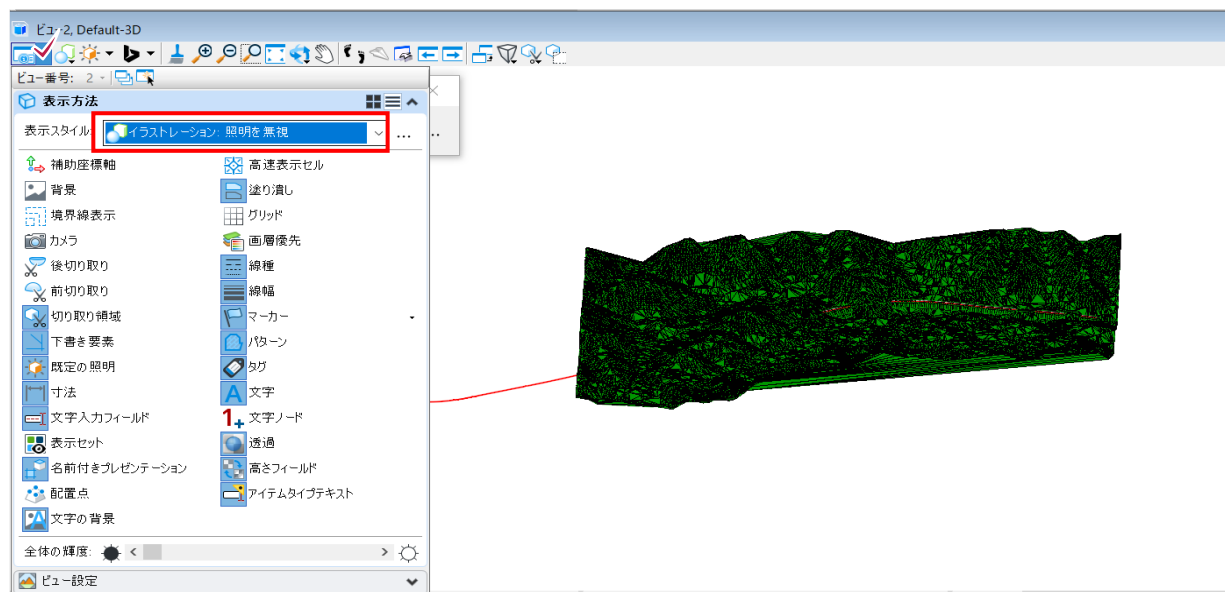 ビュー2, Default-3D
ビュー番号: 2
表示方法
表示スタイル: イラストレーション: 照明を無視
補助座標軸 高速表示セル
背景 塗り潰し
境界線表示 グリッド
カメラ 画層優先
後切り取り 線種
前切り取り 線幅
切り取り領域 マーカー
下書き要素 パターン
既定の照明 タグ
寸法 文字
文字入力フィールド 文字ノード
表示セット 透過
名前付きプレゼンテーション 高さフィールド
配置点 アイテムタイプテキスト
文字の背景
全体の輝度:
ビュー設定